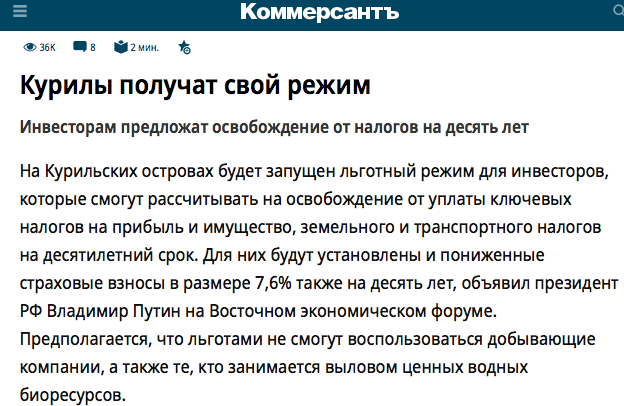 Коммерсантъ
36K 8 2 мин.
Курилы получат свой режим
Инвесторам предложат освобождение от налогов на десять лет
На Курильских островах будет запущен льготный режим для инвесторов,
которые смогут рассчитывать на освобождение от уплаты ключевых
налогов на прибыль и имущество, земельного и транспортного налогов
на десятилетний срок. Для них будут установлены и пониженные
страховые взносы в размере 7,6% также на десять лет, объявил президент
РФ Владимир Путин на Восточном экономическом форуме.
Предполагается, что льготами не смогут воспользоваться добывающие
компании, а также те, кто занимается выловом ценных водных
биоресурсов.